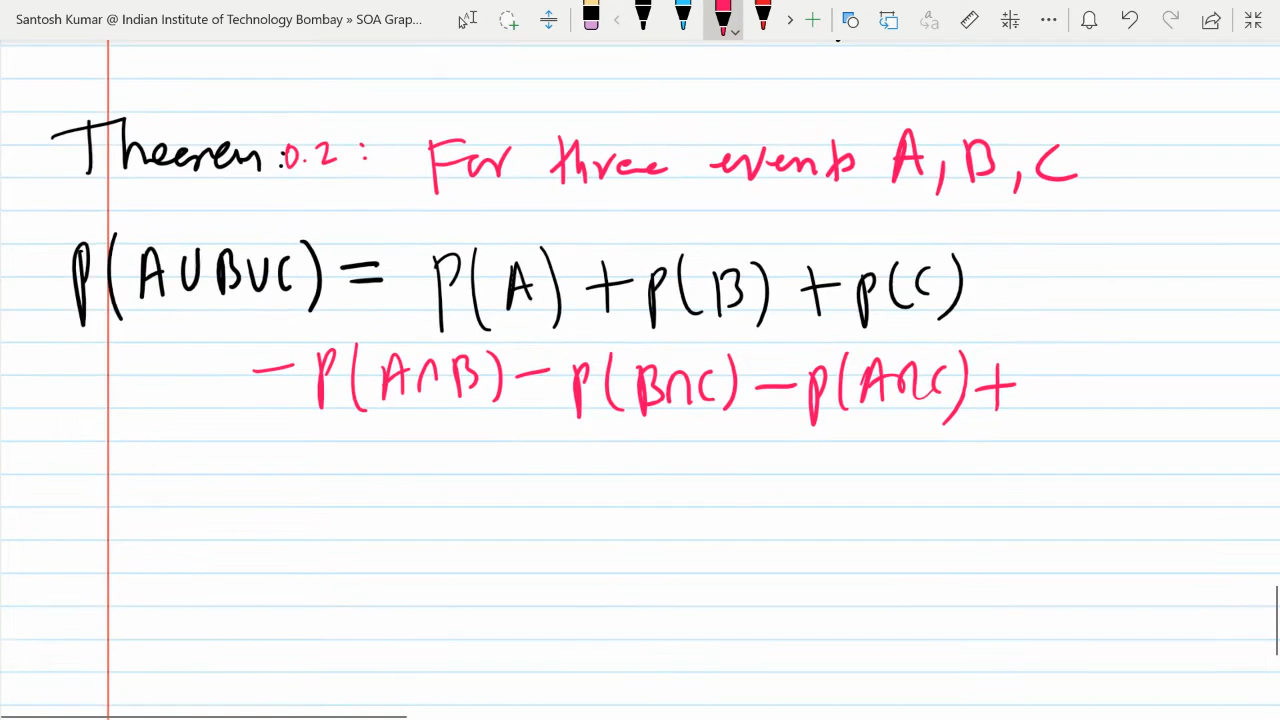 Santosh Kumar @ Indian Institute of Technology Bombay » SOA Grap...
Theorem :0.2 : For three events A, B, C
P(A∪B∪C) = P(A) + P(B) + P(C)
- P(A∩B) - P(B∩C) - P(A∩C) +